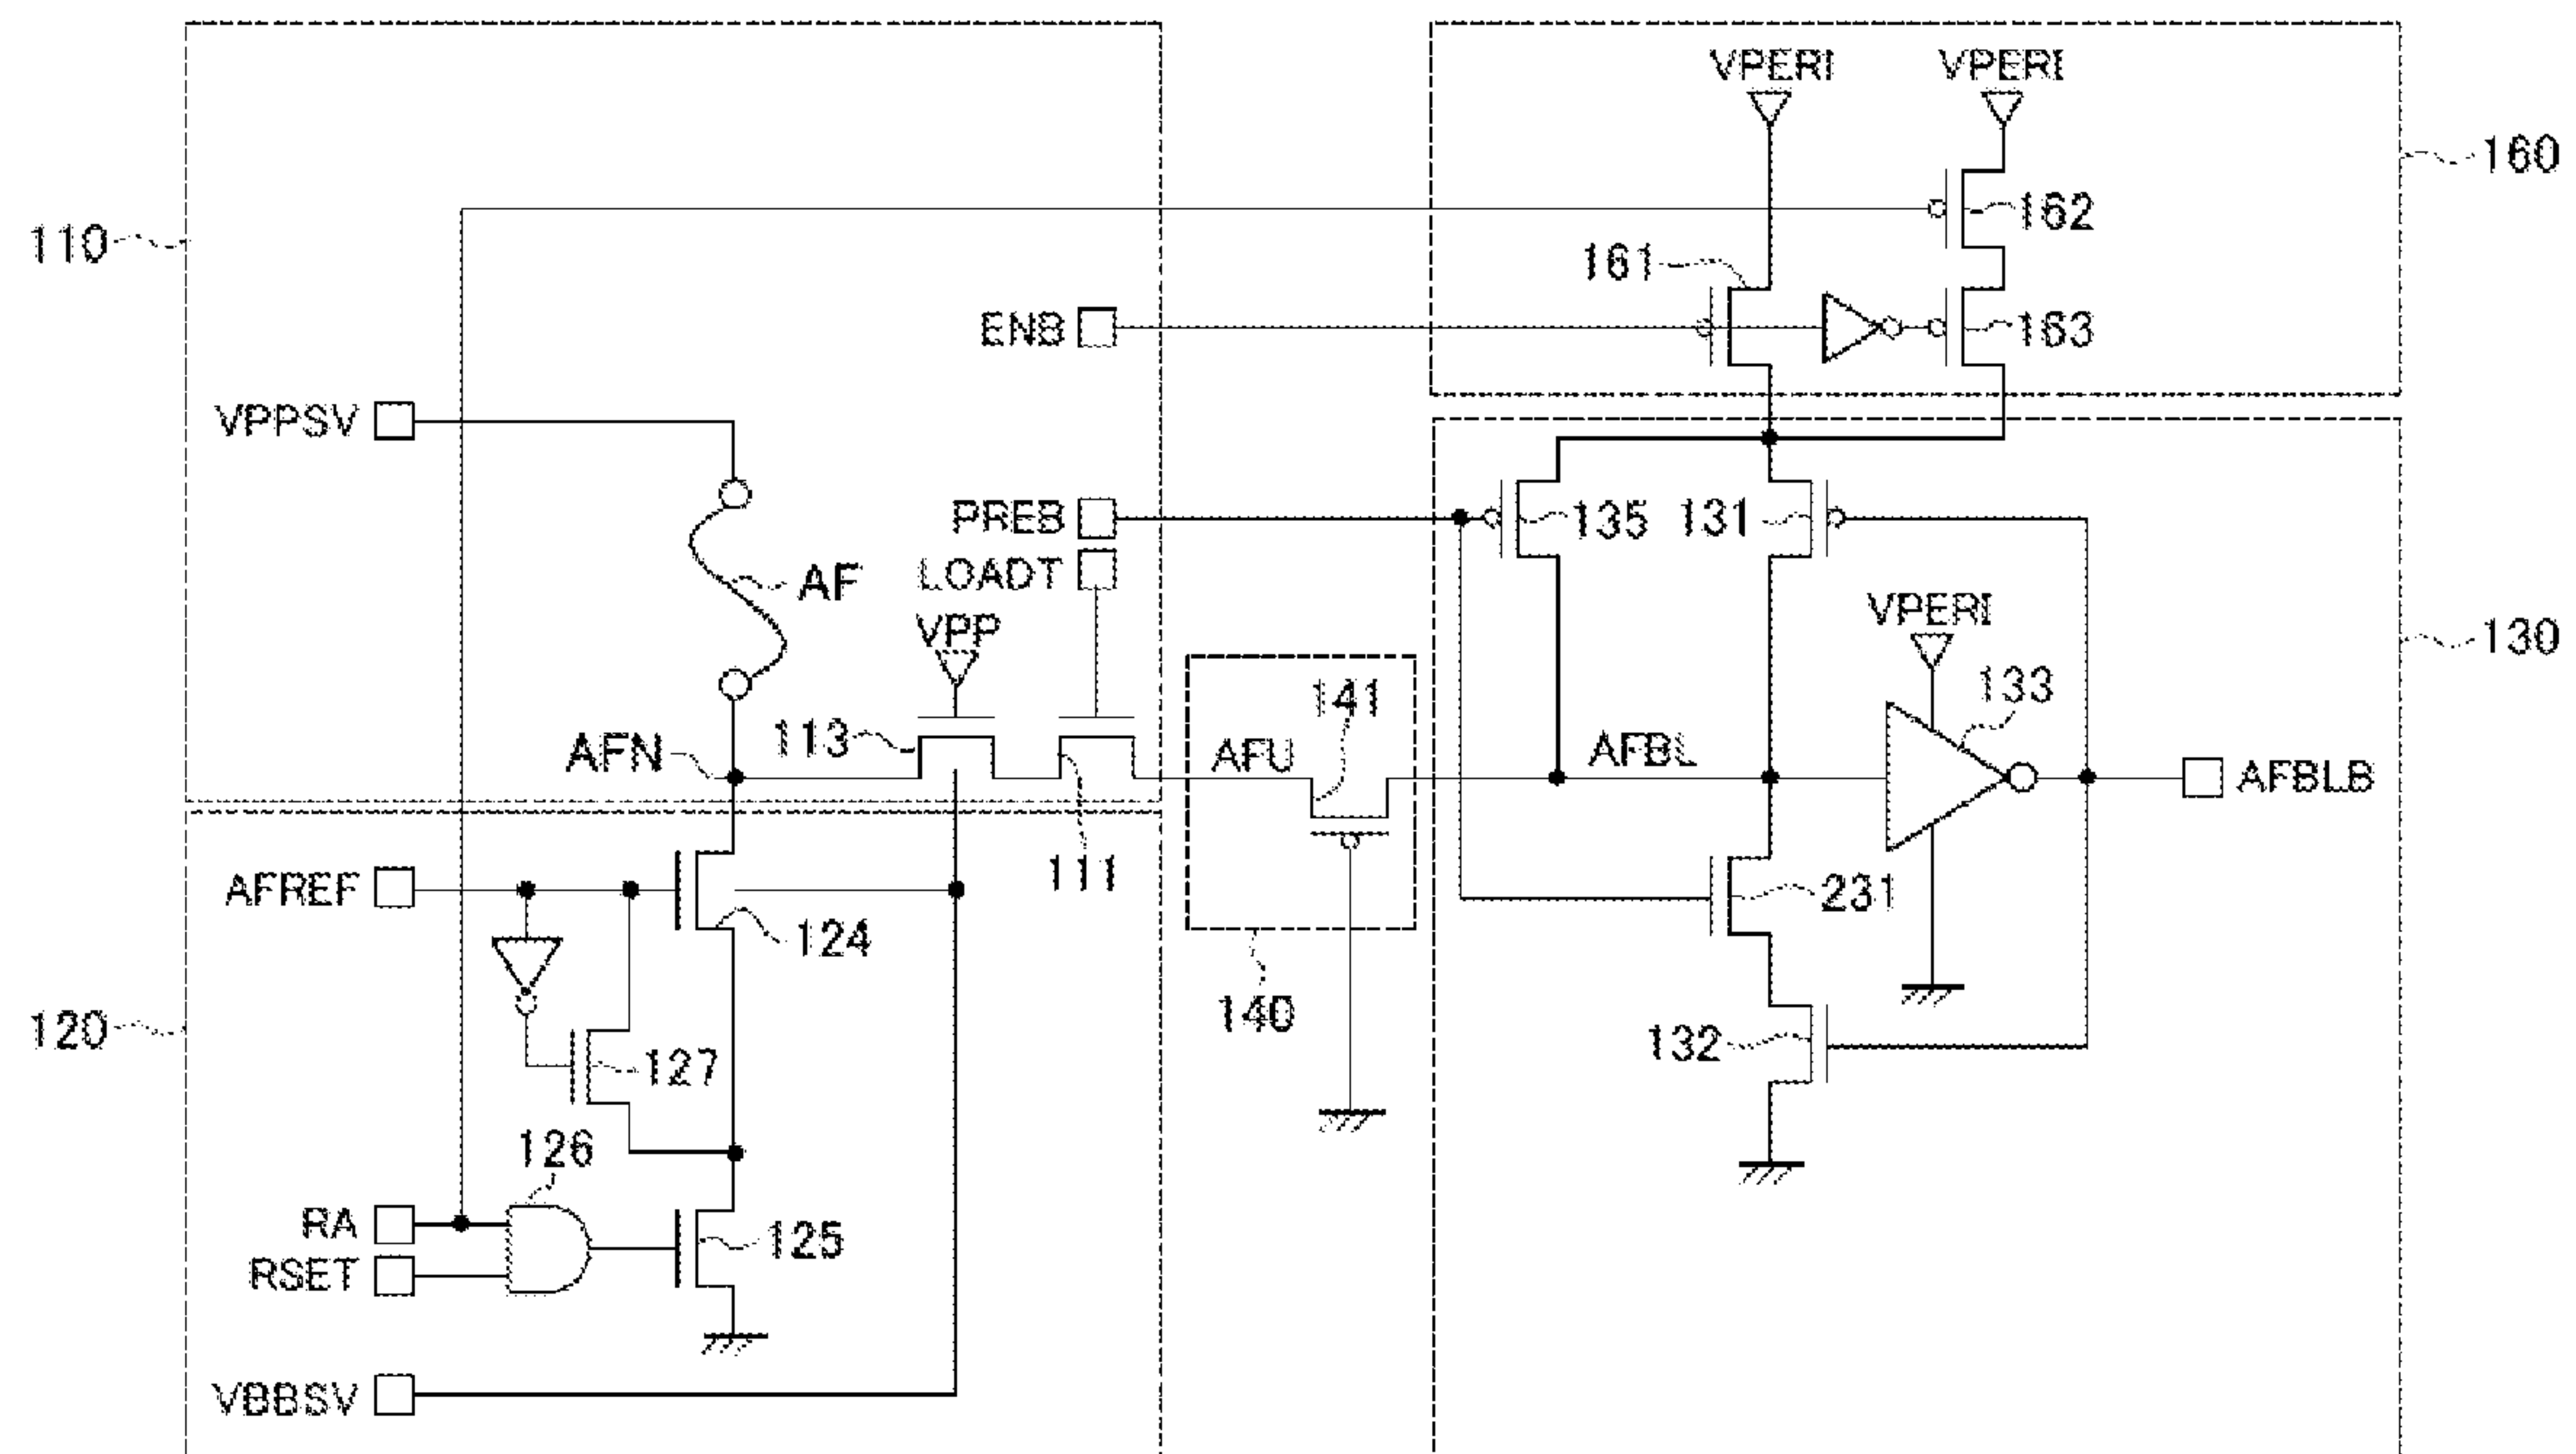 VPERI VPERI
160
162
110
161
ENB
163
VPPSV
PREB
135
131
LOADT
AF
VPP
VPERI
130
141
133
113
AFN
AFU
AFBL
AFBLB
111
AFREF
231
124
140
120
132
127
126
RA
125
RSET
VBBSV